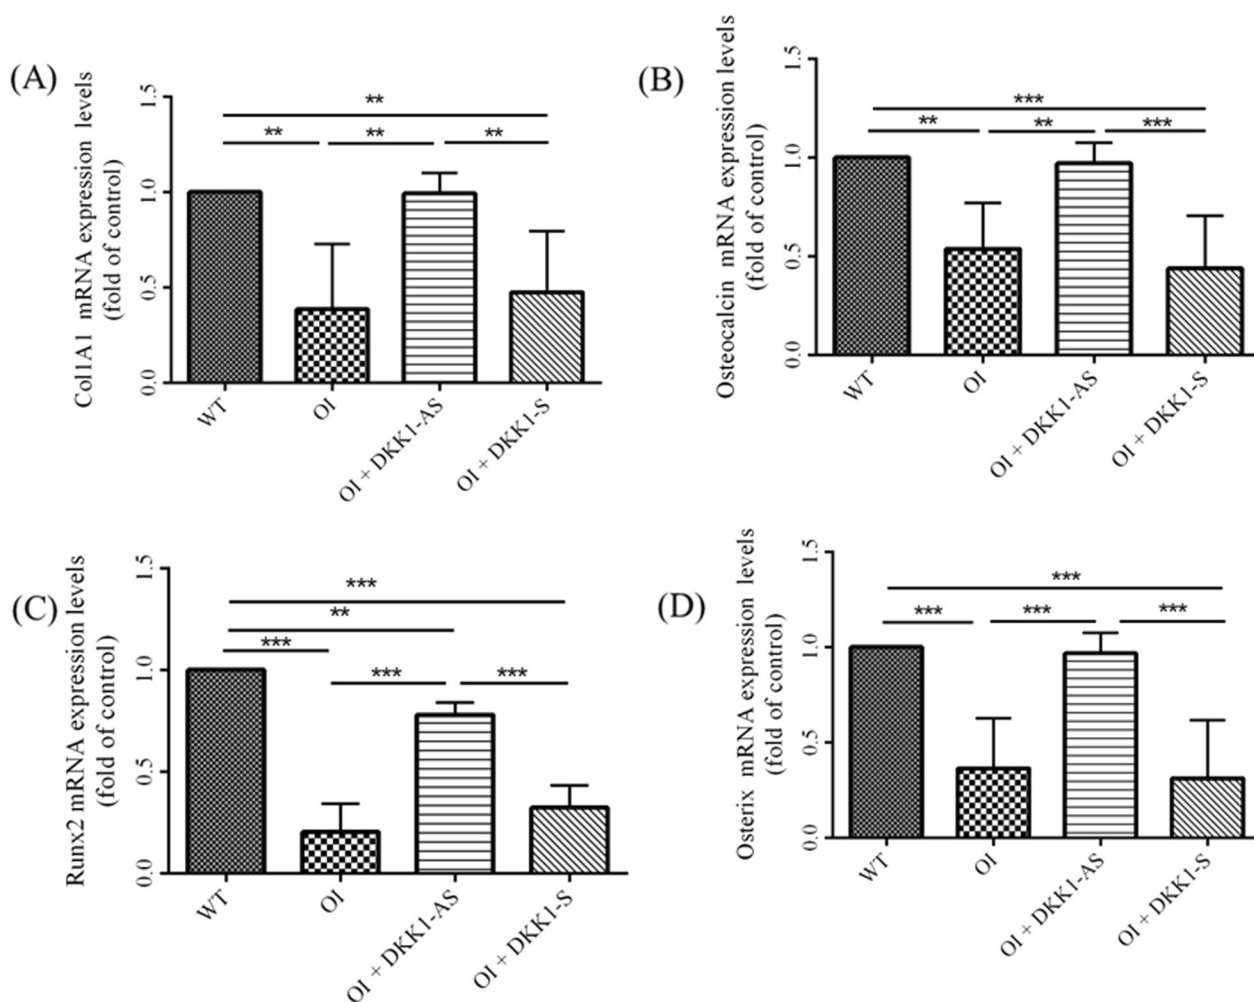 (A)
Col1A1 mRNA expression levels
(fold of control)
1.5
1.0
0.5
0.0
**
**
**
**
WT
OI
OI + DKK1-AS
OI + DKK1-S
(B)
Osteocalcin mRNA expression levels
(fold of control)
1.5
1.0
0.5
0.0
***
**
**
***
WT
OI
OI + DKK1-AS
OI + DKK1-S
(C)
Runx2 mRNA expression levels
(fold of control)
1.5
1.0
0.5
0.0
***
**
***
***
***
WT
OI
OI + DKK1-AS
OI + DKK1-S
(D)
Osterix mRNA expression levels
(fold of control)
1.5
1.0
0.5
0.0
***
***
***
***
WT
OI
OI + DKK1-AS
OI + DKK1-S